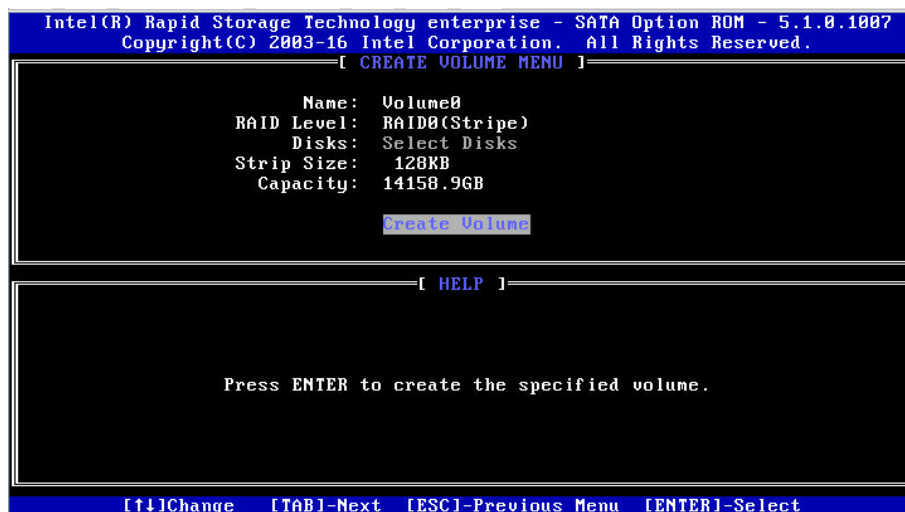 Intel(R) Rapid Storage Technology enterprise - SATA Option ROM - 5.1.0.1007
Copyright(C) 2003-16 Intel Corporation. All Rights Reserved.
[ CREATE VOLUME MENU ]
Name: Volume0
RAID Level: RAID0(Stripe)
Disks: Select Disks
Strip Size: 128KB
Capacity: 14158.9GB
Create Volume
[ HELP ]
Press ENTER to create the specified volume.
[↑↓]Change [TAB]-Next [ESC]-Previous Menu [ENTER]-Select